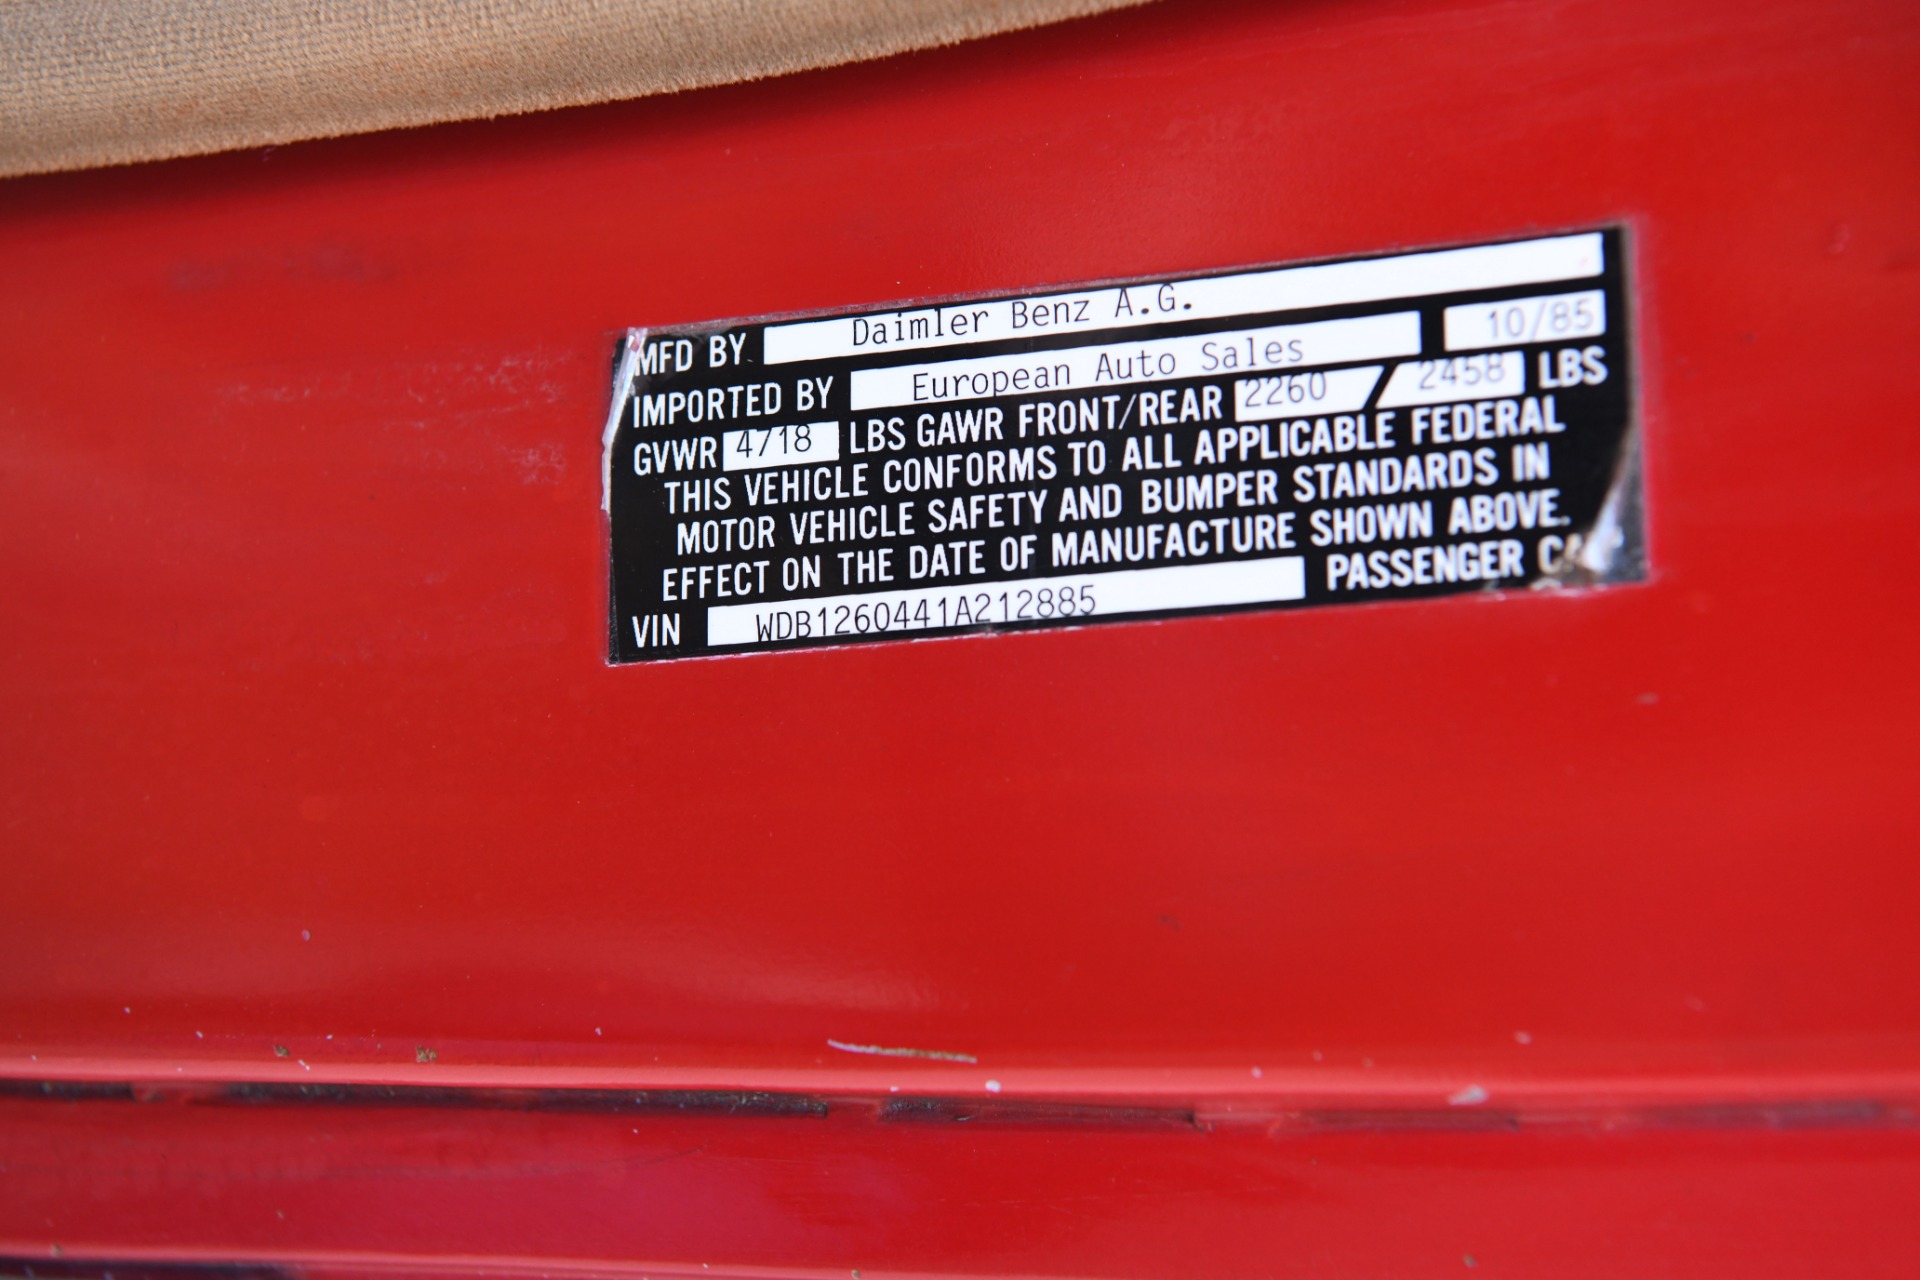 MFD BY Daimler Benz A.G.
IMPORTED BY European Auto Sales 10/85
GVWR 4718 LBS GAWR FRONT/REAR 2260 / 2458 LBS
THIS VEHICLE CONFORMS TO ALL APPLICABLE FEDERAL
MOTOR VEHICLE SAFETY AND BUMPER STANDARDS IN
EFFECT ON THE DATE OF MANUFACTURE SHOWN ABOVE.
VIN WDB1260441A212885 PASSENGER